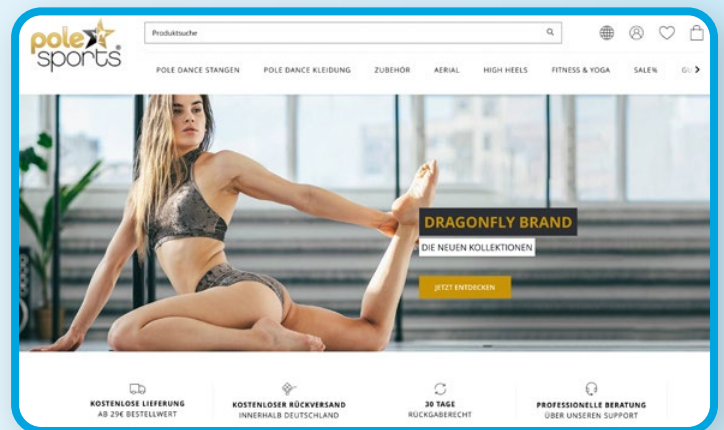 pole
sports®
Produktsuche
POLE DANCE STANGEN POLE DANCE KLEIDUNG ZUBEHÖR AERIAL HIGH HEELS FITNESS & YOGA SALE% GU
DRAGONFLY BRAND
DIE NEUEN KOLLEKTIONEN
JETZT ENTDECKEN
KOSTENLOSE LIEFERUNG
AB 29€ BESTELLWERT
KOSTENLOSER RÜCKVERSAND
INNERHALB DEUTSCHLAND
30 TAGE
RÜCKGABERECHT
PROFESSIONELLE BERATUNG
ÜBER UNSEREN SUPPORT